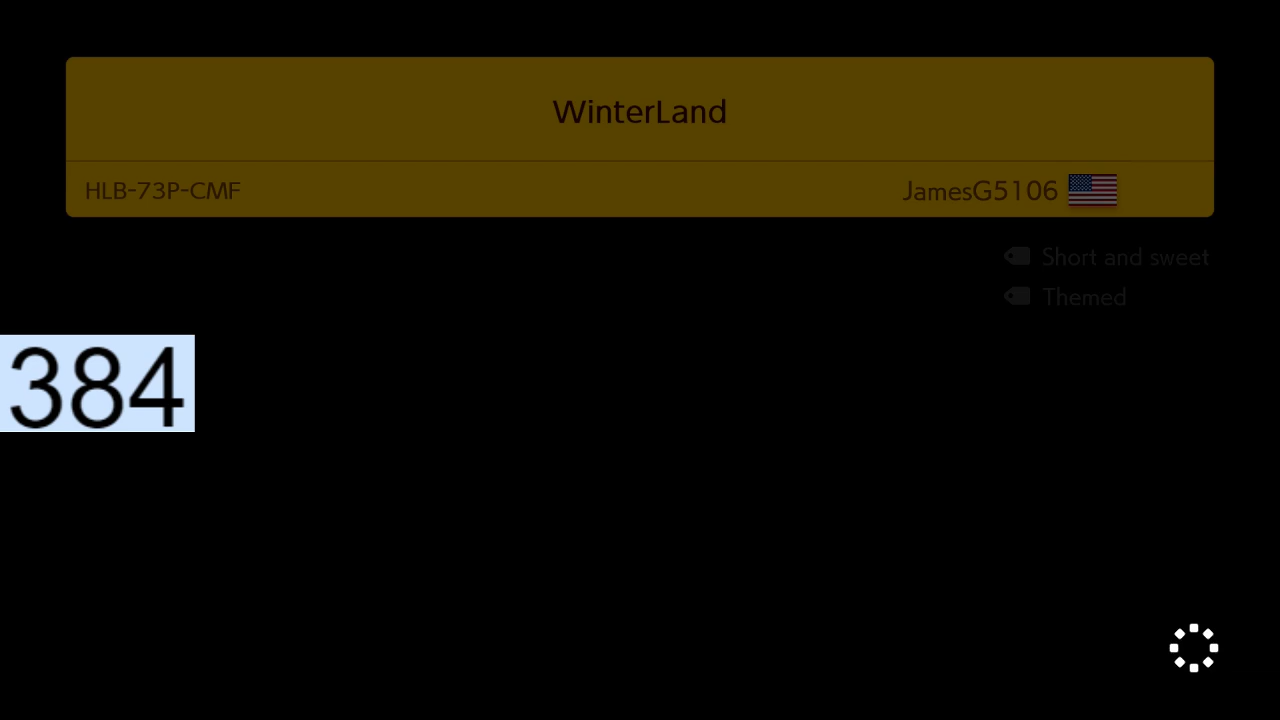 WinterLand
HLB-73P-CMF
JamesG5106
Short and sweet
Themed
384